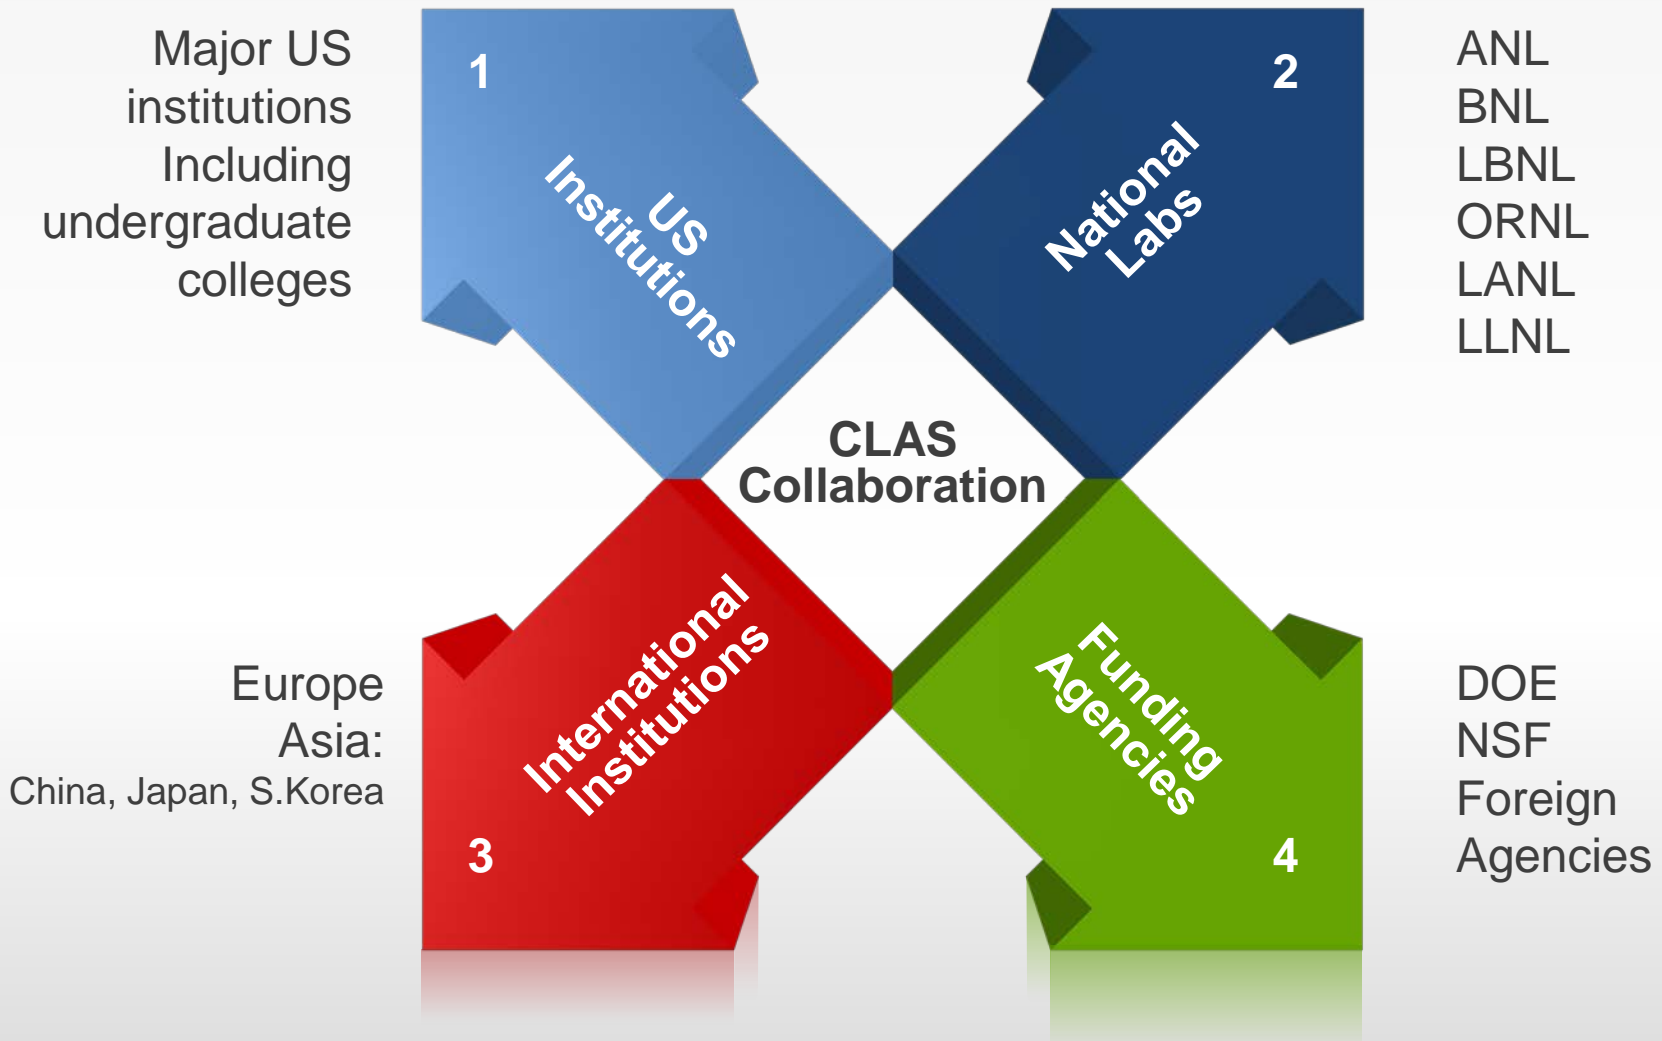 Major US
institutions
Including
undergraduate
colleges
1
US
Institutions
2
National
Labs
ANL
BNL
LBNL
ORNL
LANL
LLNL
CLAS
Collaboration
Europe
Asia:
China, Japan, S.Korea
International
Institutions
3
Funding
Agencies
4
DOE
NSF
Foreign
Agencies